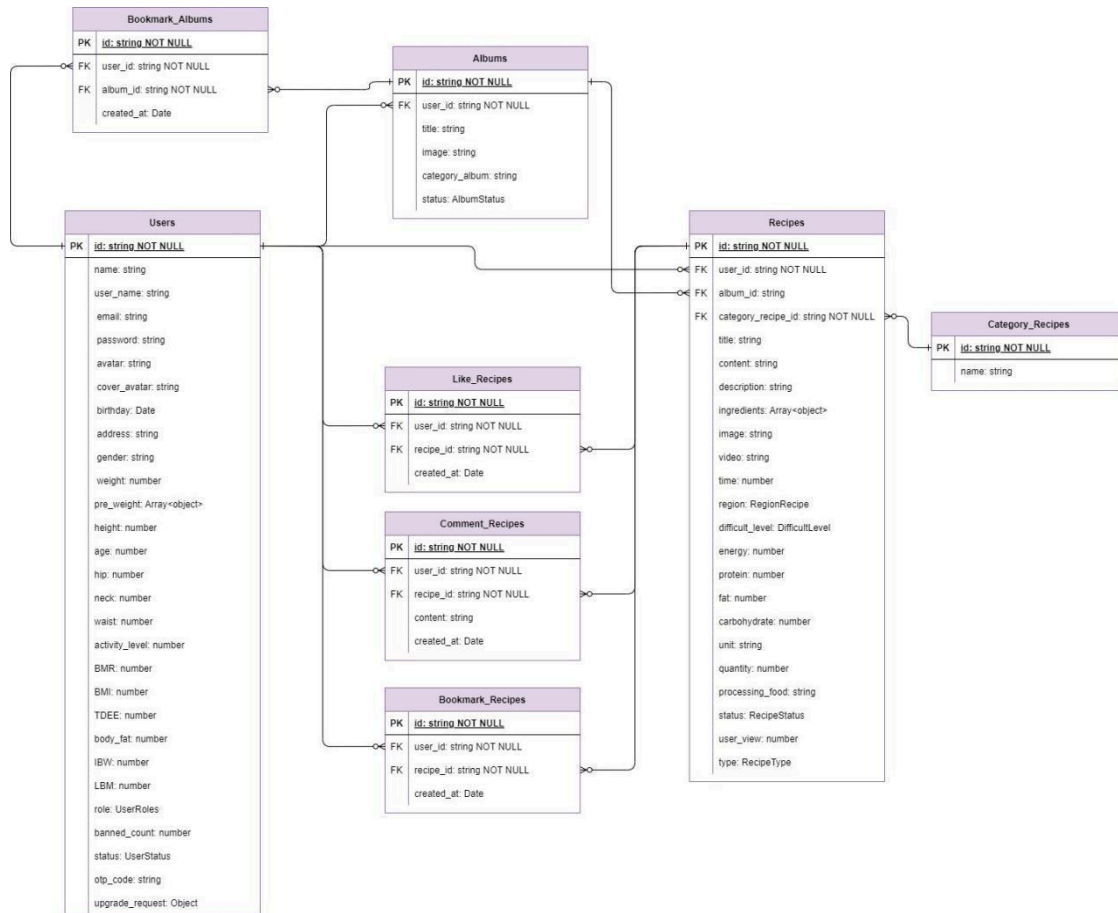 Bookmark_Albums
PK id: string NOT NULL
FK user_id: string NOT NULL
FK album_id: string NOT NULL
created_at: Date
Albums
PK id: string NOT NULL
FK user_id: string NOT NULL
title: string
image: string
category_album: string
status: AlbumStatus
Users
PK id: string NOT NULL
name: string
user_name: string
email: string
password: string
avatar: string
cover_avatar: string
birthday: Date
address: string
gender: string
weight: number
pre_weight: Array<object>
height: number
age: number
hip: number
neck: number
waist: number
activity_level: number
BMR: number
BMI: number
TDEE: number
body_fat: number
IBW: number
LBM: number
role: UserRoles
banned_count: number
status: UserStatus
otp_code: string
upgrade_request: Object
Like_Recipes
PK id: string NOT NULL
FK user_id: string NOT NULL
FK recipe_id: string NOT NULL
created_at: Date
Comment_Recipes
PK id: string NOT NULL
FK user_id: string NOT NULL
FK recipe_id: string NOT NULL
content: string
created_at: Date
Bookmark_Recipes
PK id: string NOT NULL
FK user_id: string NOT NULL
FK recipe_id: string NOT NULL
created_at: Date
Recipes
PK id: string NOT NULL
FK user_id: string NOT NULL
FK album_id: string
FK category_recipe_id: string NOT NULL
title: string
content: string
description: string
ingredients: Array<object>
image: string
video: string
time: number
region: RegionRecipe
difficult_level: DifficultLevel
energy: number
protein: number
fat: number
carbohydrate: number
unit: string
quantity: number
processing_food: string
status: RecipeStatus
user_view: number
type: RecipeType
Category_Recipes
PK id: string NOT NULL
name: string